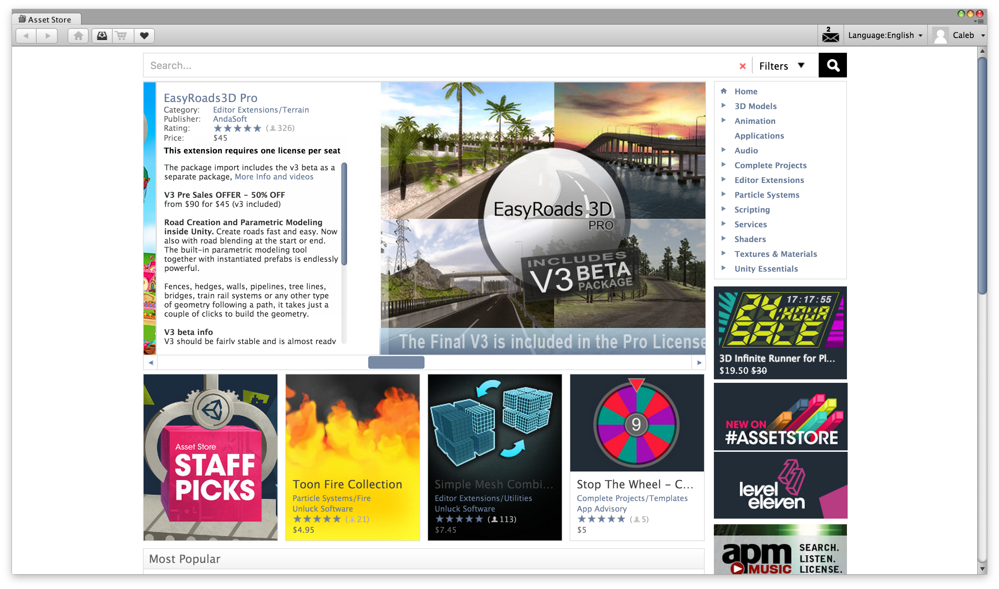 Asset Store
2
Language:English
Caleb
Search...
Filters
EasyRoads3D Pro
Category: Editor Extensions/Terrain
Publisher: AndaSoft
Rating: (326)
Price: $45
This extension requires one license per seat
The package import includes the v3 beta as a
separate package, More Info and videos
V3 Pre Sales OFFER - 50% OFF
from $90 for $45 (v3 included)
Road Creation and Parametric Modeling
inside Unity. Create roads fast and easy. Now
also with road blending at the start or end.
The built-in parametric modeling tool
together with instantiated prefabs is endlessly
powerful.
Fences, hedges, walls, pipelines, tree lines,
bridges, train rail systems or any other type
of geometry following a path, it takes just a
couple of clicks to build the geometry.
V3 beta info
V3 should be fairly stable and is almost ready
EasyRoads 3D
PRO
INCLUDES
V3 BETA
PACKAGE
The Final V3 is included in the Pro License
Home
3D Models
Animation
Applications
Audio
Complete Projects
Editor Extensions
Particle Systems
Scripting
Services
Shaders
Textures & Materials
Unity Essentials
17:17:55
24:HOUR
SALE
3D Infinite Runner for Pl...
$19.50 $30
NEW ON
#ASSETSTORE
level
eleven
apm
MUSIC
SEARCH.
LISTEN.
LICENSE.
Asset Store
STAFF
PICKS
Toon Fire Collection
Particle Systems/Fire
Unluck Software
(21)
$4.95
Simple Mesh Combi...
Editor Extensions/Utilities
Unluck Software
(113)
$7.45
9
Stop The Wheel - C...
Complete Projects/Templates
App Advisory
(5)
$5
Most Popular